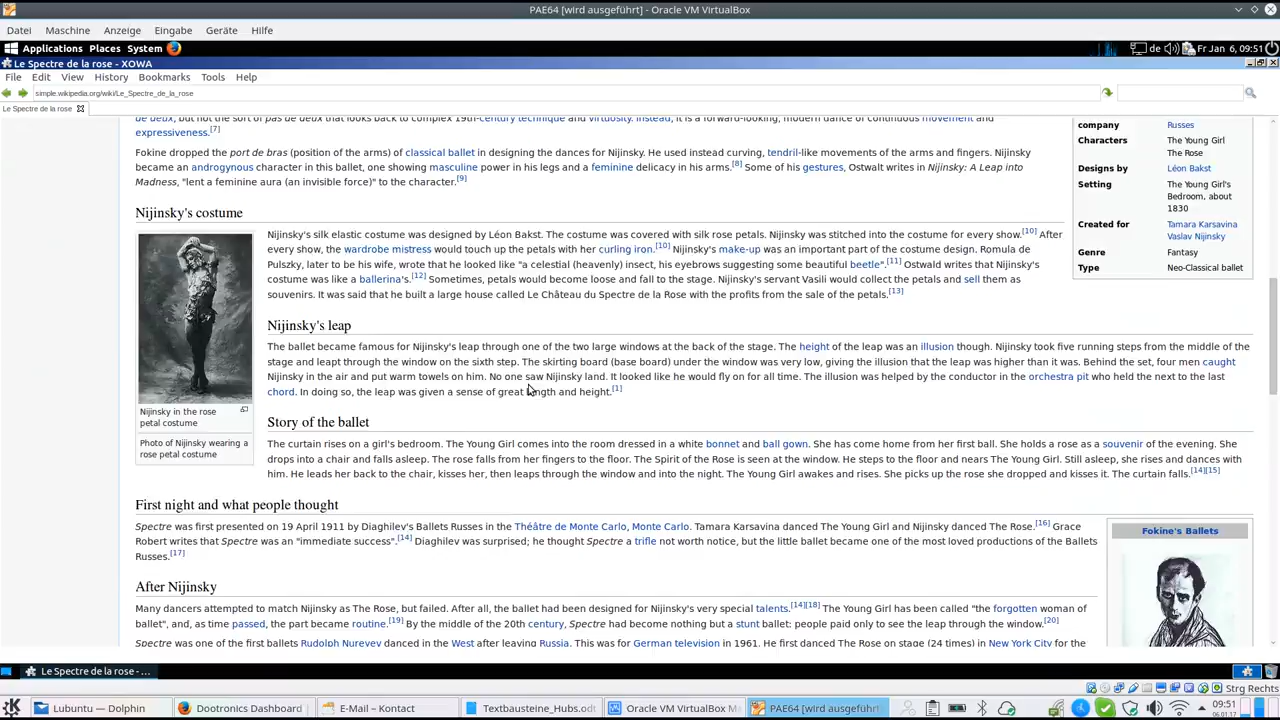 PAE64 [wird ausgeführt] - Oracle VM VirtualBox
Datei Maschine Anzeige Eingabe Geräte Hilfe
Applications Places System de Fr Jan 6, 09:51
Le Spectre de la rose - XOWA
File Edit View History Bookmarks Tools Help
simple.wikipedia.org/wiki/Le_Spectre_de_la_rose
Le Spectre de la rose
de deux, but not the sort of pas de deux that looks back to complex 19th-century technique and virtuosity. Instead, it is a forward-looking, modern dance of continuous movement and
expressiveness.[7]
Fokine dropped the port de bras (position of the arms) of classical ballet in designing the dances for Nijinsky. He used instead curving, tendril-like movements of the arms and fingers. Nijinsky
became an androgynous character in this ballet, one showing masculine power in his legs and a feminine delicacy in his arms.[8] Some of his gestures, Ostwalt writes in Nijinsky: A Leap into
Madness, "lent a feminine aura (an invisible force)" to the character.[9]
company Russes
Characters The Young Girl
The Rose
Designs by Léon Bakst
Setting The Young Girl's
Bedroom, about
1830
Created for Tamara Karsavina
Vaslav Nijinsky
Genre Fantasy
Type Neo-Classical ballet
Nijinsky's costume
Nijinsky's silk elastic costume was designed by Léon Bakst. The costume was covered with silk rose petals. Nijinsky was stitched into the costume for every show.[10] After
every show, the wardrobe mistress would touch up the petals with her curling iron.[10] Nijinsky's make-up was an important part of the costume design. Romula de
Pulszky, later to be his wife, wrote that he looked like "a celestial (heavenly) insect, his eyebrows suggesting some beautiful beetle".[11] Ostwald writes that Nijinsky's
costume was like a ballerina's.[12] Sometimes, petals would become loose and fall to the stage. Nijinsky's servant Vasili would collect the petals and sell them as
souvenirs. It was said that he built a large house called Le Château du Spectre de la Rose with the profits from the sale of the petals.[13]
Nijinsky in the rose
petal costume
Photo of Nijinsky wearing a
rose petal costume
Nijinsky's leap
The ballet became famous for Nijinsky's leap through one of the two large windows at the back of the stage. The height of the leap was an illusion though. Nijinsky took five running steps from the middle of the
stage and leapt through the window on the sixth step. The skirting board (base board) under the window was very low, giving the illusion that the leap was higher than it was. Behind the set, four men caught
Nijinsky in the air and put warm towels on him. No one saw Nijinsky land. It looked like he would fly on for all time. The illusion was helped by the conductor in the orchestra pit who held the next to the last
chord. In doing so, the leap was given a sense of great length and height.[1]
Story of the ballet
The curtain rises on a girl's bedroom. The Young Girl comes into the room dressed in a white bonnet and ball gown. She has come home from her first ball. She holds a rose as a souvenir of the evening. She
drops into a chair and falls asleep. The rose falls from her fingers to the floor. The Spirit of the Rose is seen at the window. He steps to the floor and nears The Young Girl. Still asleep, she rises and dances with
him. He leads her back to the chair, kisses her, then leaps through the window and into the night. The Young Girl awakes and rises. She picks up the rose she dropped and kisses it. The curtain falls.[14][15]
First night and what people thought
Spectre was first presented on 19 April 1911 by Diaghilev's Ballets Russes in the Théâtre de Monte Carlo, Monte Carlo. Tamara Karsavina danced The Young Girl and Nijinsky danced The Rose.[16] Grace
Robert writes that Spectre was an "immediate success".[14] Diaghilev was surprised; he thought Spectre a trifle not worth notice, but the little ballet became one of the most loved productions of the Ballets
Russes.[17]
Fokine's Ballets
After Nijinsky
Many dancers attempted to match Nijinsky as The Rose, but failed. After all, the ballet had been designed for Nijinsky's very special talents.[14][18] The Young Girl has been called "the forgotten woman of
ballet", and, as time passed, the part became routine.[19] By the middle of the 20th century, Spectre had become nothing but a stunt ballet: people paid only to see the leap through the window.[20]
Spectre was one of the first ballets Rudolph Nureyev danced in the West after leaving Russia. This was for German television in 1961. He first danced The Rose on stage (24 times) in New York City for the
Le Spectre de la rose - ...
Strg Rechts
Lubuntu — Dolphin Dootronics Dashboard E-Mail – Kontact Textbausteine_HuIS.odt Oracle VM VirtualBox M PAE64 [wird ausgeführt] 09:51
06.01.17